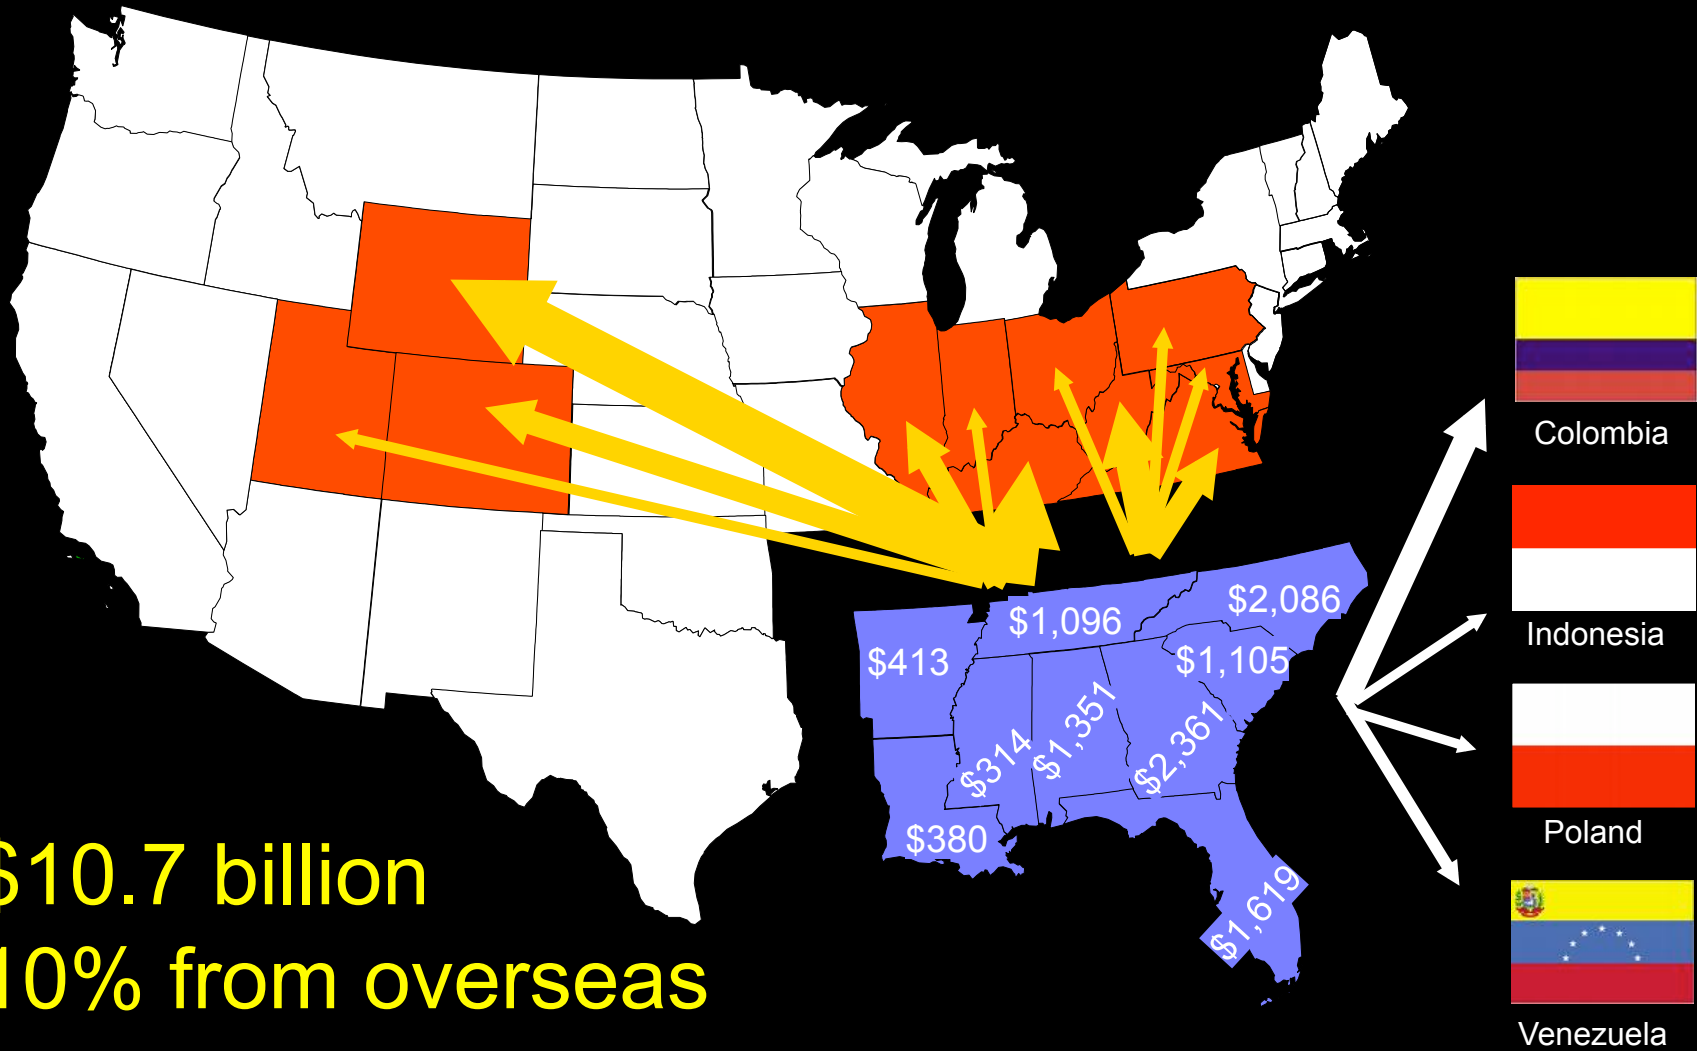 Colombia
$2,086
$1,096
Indonesia
$413
$1,105
$1,351
$2,361
$314
Poland
$380
$10.7 billion
$1,619
10% from overseas
Venezuela